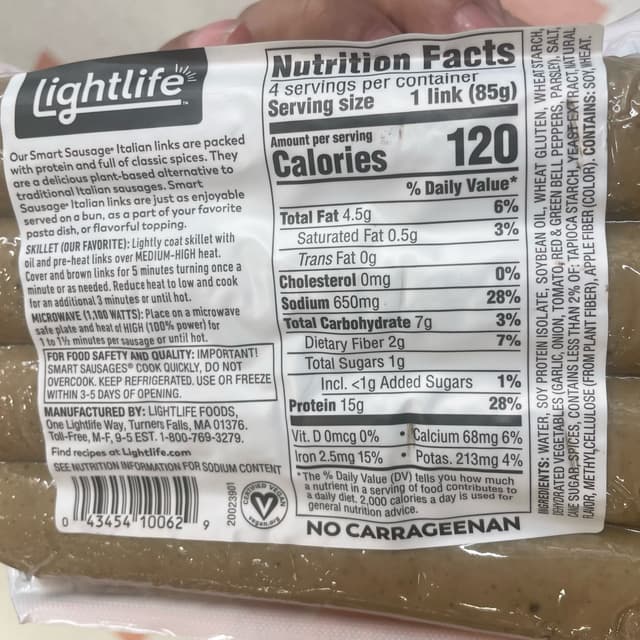 Lightlife™
Our Smart Sausage® Italian links are packed
with protein and full of classic spices. They
are a delicious plant-based alternative to
traditional Italian sausages. Smart
Sausage® Italian links are just as enjoyable
served on a bun, as a part of your favorite
pasta dish, or flavorful topping.
SKILLET (OUR FAVORITE): Lightly coat skillet with
oil and pre-heat links over MEDIUM-HIGH heat.
Cover and brown links for 5 minutes turning once a
minute or as needed. Reduce heat to low and cook
for an additional 3 minutes or until hot.
MICROWAVE (1,100 WATTS): Place on a microwave
safe plate and heat of HIGH (100% power) for
1 to 1½ minutes per sausage or until hot.
FOR FOOD SAFETY AND QUALITY: IMPORTANT!
SMART SAUSAGES® COOK QUICKLY, DO NOT
OVERCOOK. KEEP REFRIGERATED. USE OR FREEZE
WITHIN 3-5 DAYS OF OPENING.
MANUFACTURED BY: LIGHTLIFE FOODS,
One Lightlife Way, Turners Falls, MA 01376.
Toll-Free, M-F, 9-5 EST. 1-800-769-3279.
Find recipes at Lightlife.com
SEE NUTRITION INFORMATION FOR SODIUM CONTENT
0 43454 10062 9
20023901
CERTIFIED VEGAN
vegan.org
Nutrition Facts
4 servings per container
Serving size 1 link (85g)
Amount per serving
Calories 120
% Daily Value*
Total Fat 4.5g 6%
Saturated Fat 0.5g 3%
Trans Fat 0g
Cholesterol 0mg 0%
Sodium 650mg 28%
Total Carbohydrate 7g 3%
Dietary Fiber 2g 7%
Total Sugars 1g
Incl. <1g Added Sugars 1%
Protein 15g 28%
Vit. D 0mcg 0% • Calcium 68mg 6%
Iron 2.5mg 15% • Potas. 213mg 4%
*The % Daily Value (DV) tells you how much
a nutrient in a serving of food contributes to
a daily diet. 2,000 calories a day is used for
general nutrition advice.
NO CARRAGEENAN
INGREDIENTS: WATER, SOY PROTEIN ISOLATE, SOYBEAN OIL, WHEAT GLUTEN, WHEAT STARCH,
DEHYDRATED VEGETABLES (GARLIC, ONION, TOMATO, RED & GREEN BELL PEPPERS, PARSLEY), SALT,
CANE SUGAR, SPICES, CONTAINS LESS THAN 2% OF: TAPIOCA STARCH, YEAST EXTRACT, NATURAL
FLAVOR, METHYLCELLULOSE (FROM PLANT FIBER), APPLE FIBER (COLOR). CONTAINS: SOY, WHEAT.